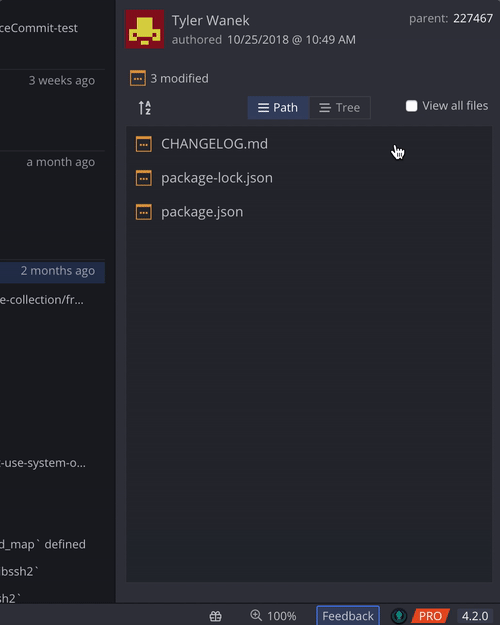 ceCommit-test
3 weeks ago
a month ago
2 months ago
e-collection/fr...
-use-system-o...
d_map` defined
ibssh2`
sh2`
Tyler Wanek
authored 10/25/2018 @ 10:49 AM
parent: 227467
3 modified
A
Z
Path
Tree
View all files
CHANGELOG.md
package-lock.json
package.json
100%
Feedback
PRO
4.2.0